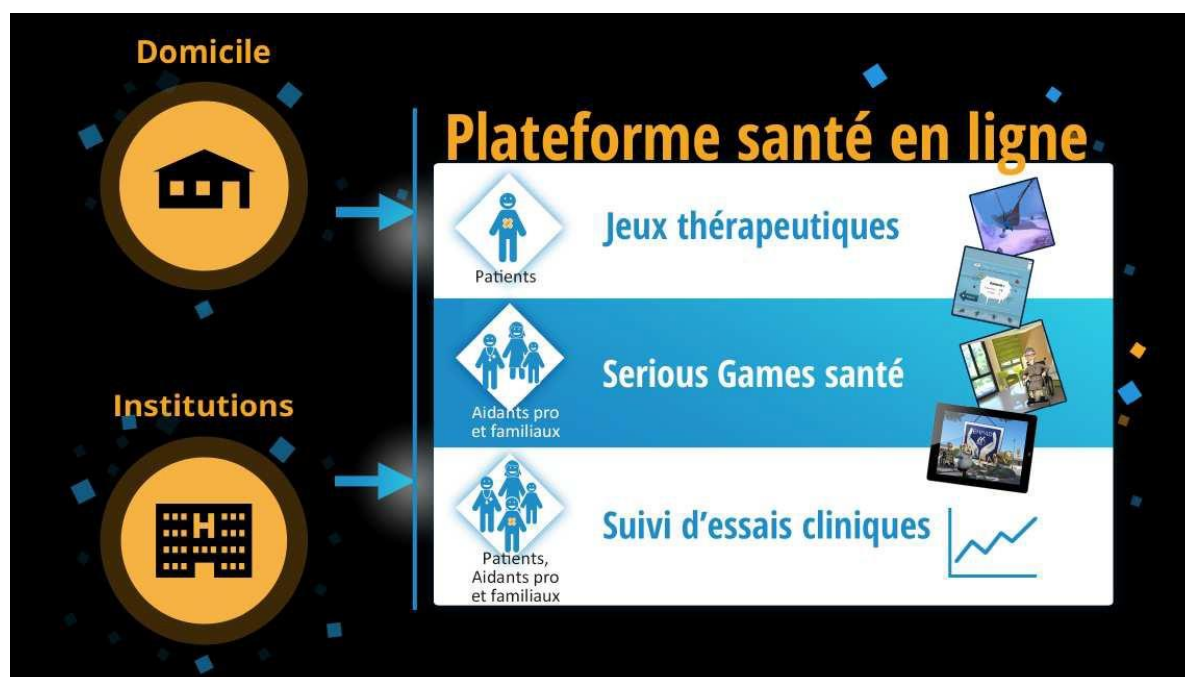 Domicile
Plateforme santé en ligne
Patients
Jeux thérapeutiques
Aidants pro
et familiaux
Serious Games santé
Institutions
H
Patients,
Aidants pro
et familiaux
Suivi d’essais cliniques